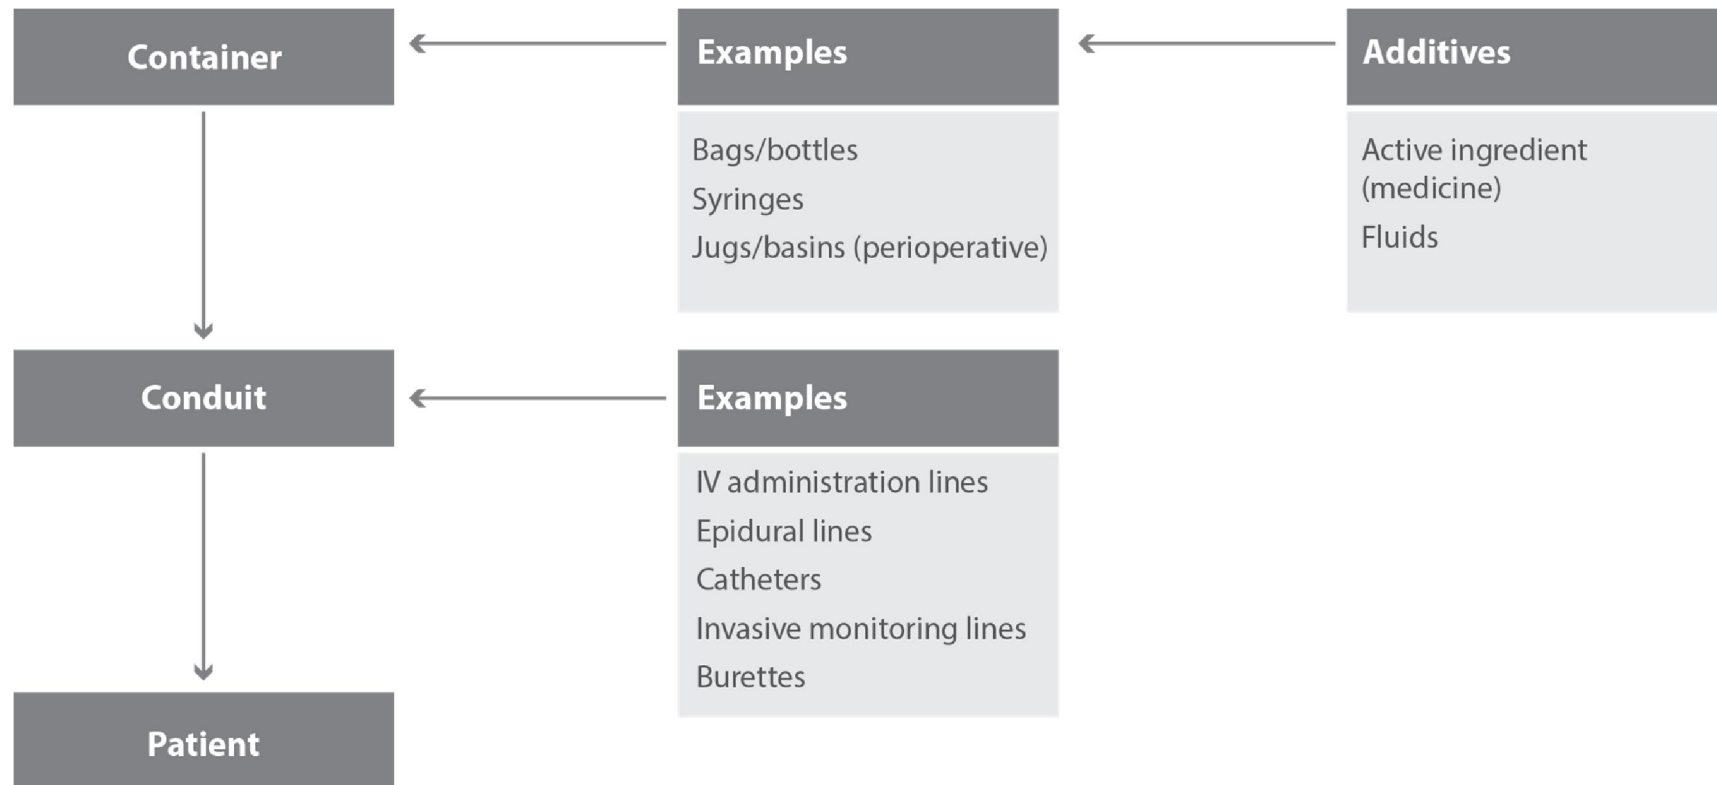 Container
Examples
Additives
Bags/bottles
Syringes
Jugs/basins (perioperative)
Active ingredient
(medicine)
Fluids
Conduit
Examples
IV administration lines
Epidural lines
Catheters
Invasive monitoring lines
Burettes
Patient